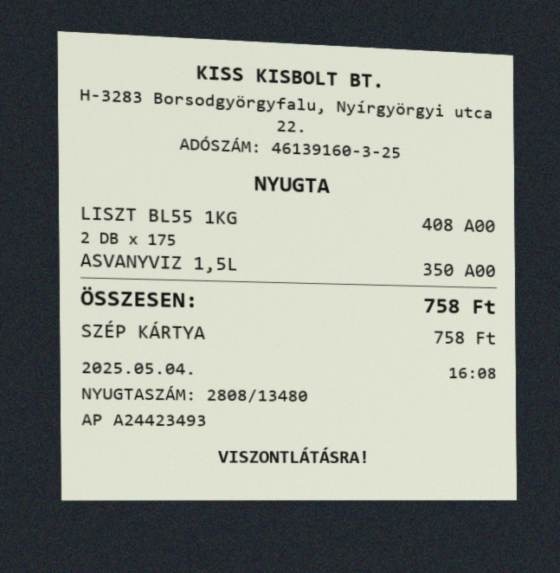 KISS KISBOLT BT.
H-3283 Borsodgyörgyfalu, Nyírgyörgyi utca
22.
ADÓSZÁM: 46139160-3-25
NYUGTA
LISZT BL55 1KG 408 A00
2 DB x 175
ASVANYVIZ 1,5L 350 A00
ÖSSZESEN: 758 Ft
SZÉP KÁRTYA 758 Ft
2025.05.04. 16:08
NYUGTASZÁM: 2808/13480
AP A24423493
VISZONTLÁTÁSRA!